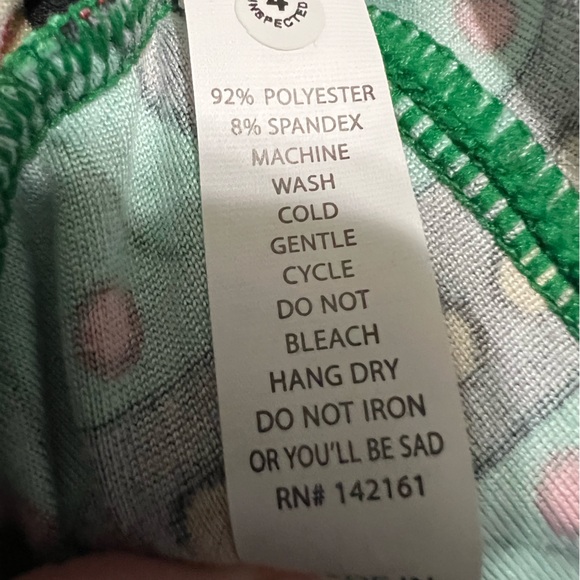 4
INSPECTED
92% POLYESTER
8% SPANDEX
MACHINE
WASH
COLD
GENTLE
CYCLE
DO NOT
BLEACH
HANG DRY
DO NOT IRON
OR YOU'LL BE SAD
RN# 142161